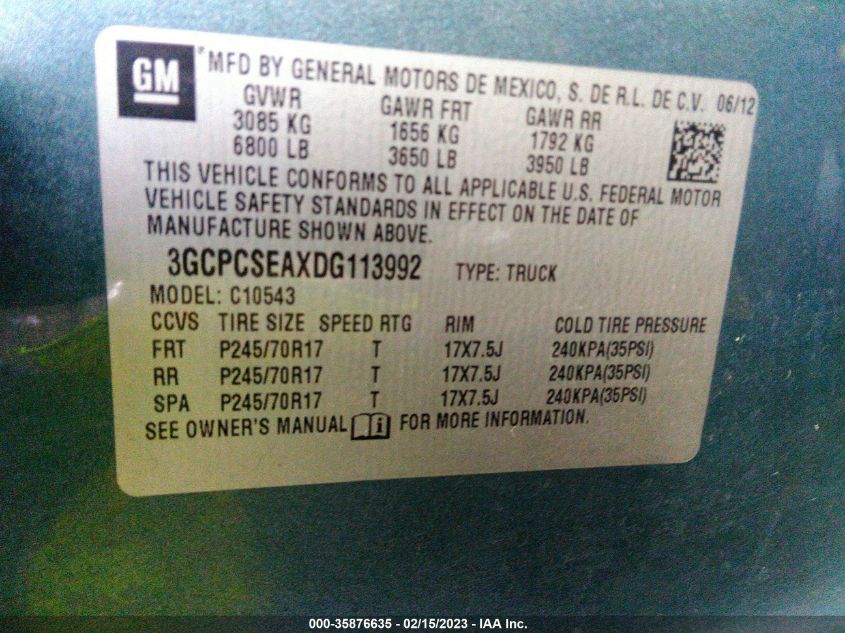 GM
MFD BY GENERAL MOTORS DE MEXICO, S. DE R.L. DE C.V. 06/12
GVWR GAWR FRT GAWR RR
3085 KG 1656 KG 1792 KG
6800 LB 3650 LB 3950 LB
THIS VEHICLE CONFORMS TO ALL APPLICABLE U.S. FEDERAL MOTOR
VEHICLE SAFETY STANDARDS IN EFFECT ON THE DATE OF
MANUFACTURE SHOWN ABOVE.
3GCPCSEAXDG113992 TYPE: TRUCK
MODEL: C10543
CCVS TIRE SIZE SPEED RTG RIM COLD TIRE PRESSURE
FRT P245/70R17 T 17X7.5J 240KPA(35PSI)
RR P245/70R17 T 17X7.5J 240KPA(35PSI)
SPA P245/70R17 T 17X7.5J 240KPA(35PSI)
SEE OWNER'S MANUAL i FOR MORE INFORMATION.
000-35876635 - 02/15/2023 - IAA Inc.